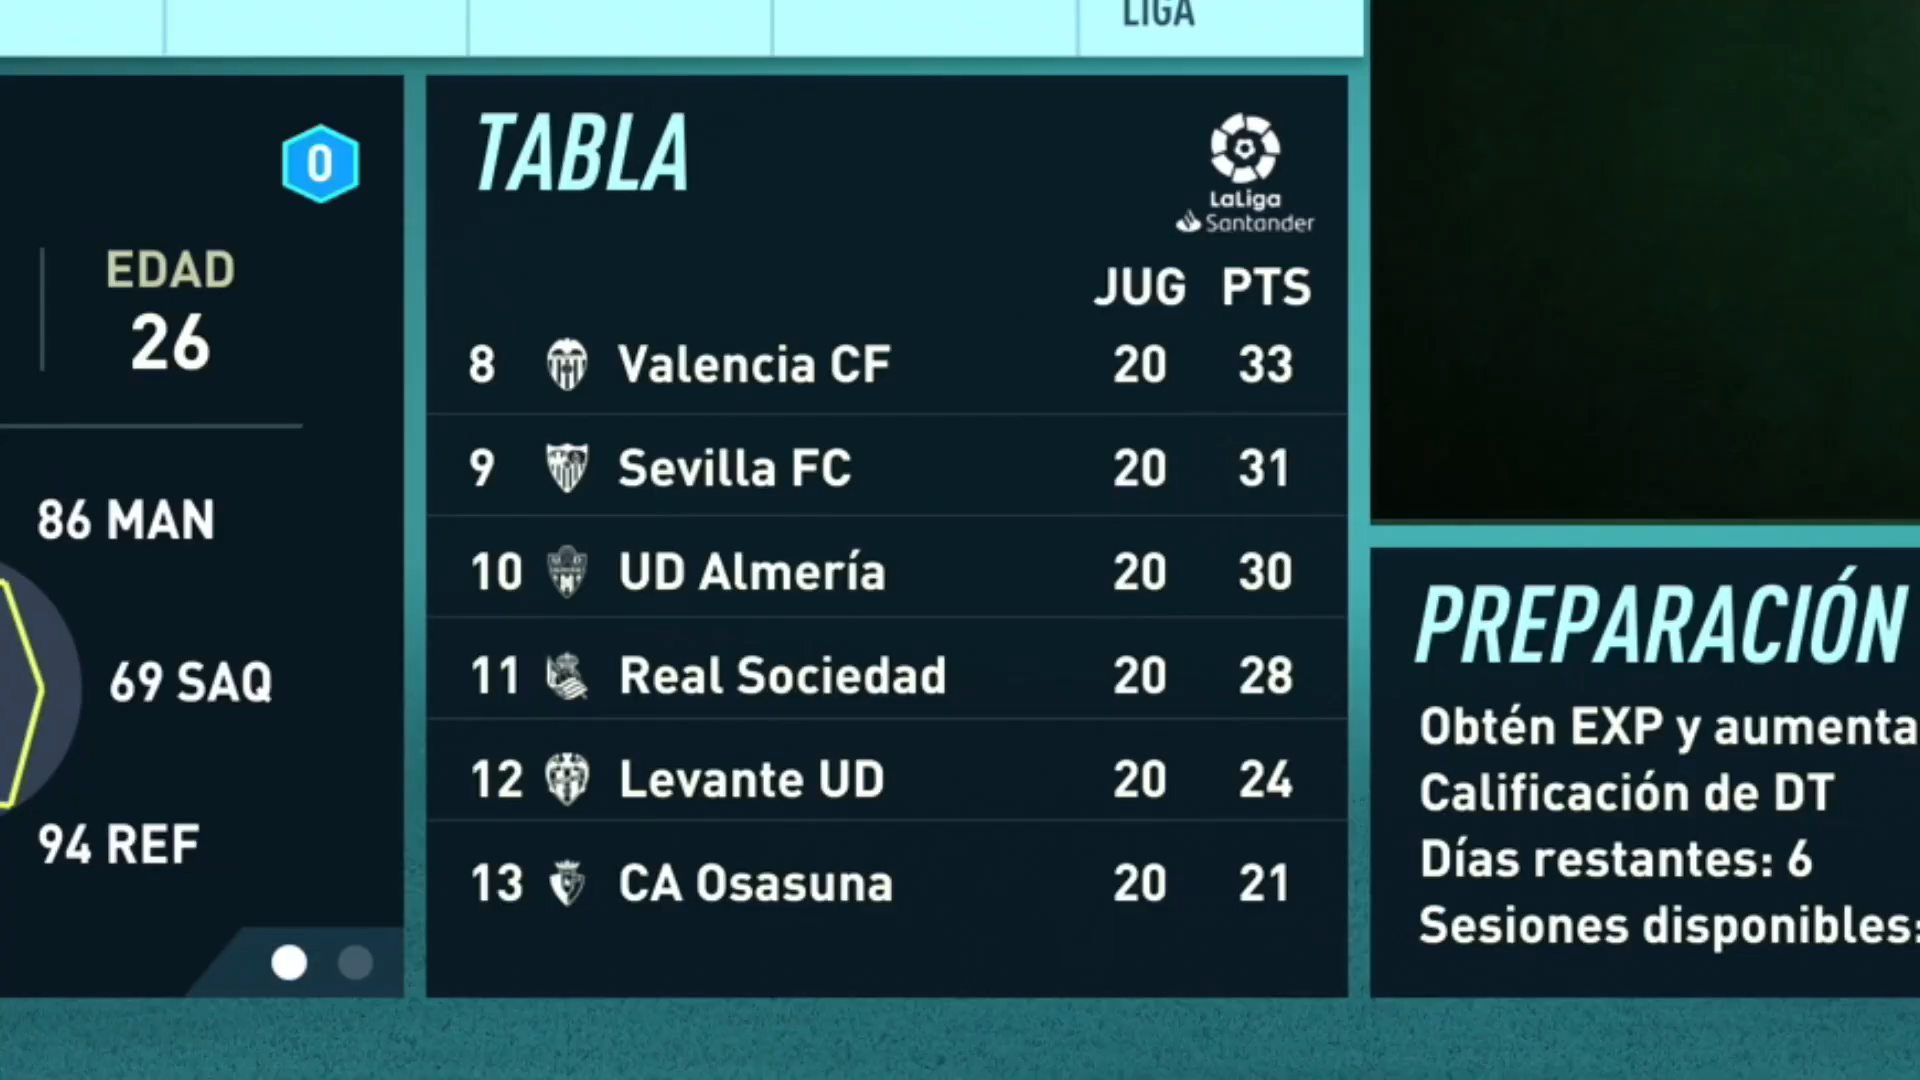 LIGA
0
EDAD
26
86 MAN
69 SAQ
94 REF
TABLA
LaLiga
Santander
JUG PTS
8 Valencia CF 20 33
9 Sevilla FC 20 31
10 UD Almería 20 30
11 Real Sociedad 20 28
12 Levante UD 20 24
13 CA Osasuna 20 21
PREPARACIÓN
Obtén EXP y aumenta
Calificación de DT
Días restantes: 6
Sesiones disponibles: